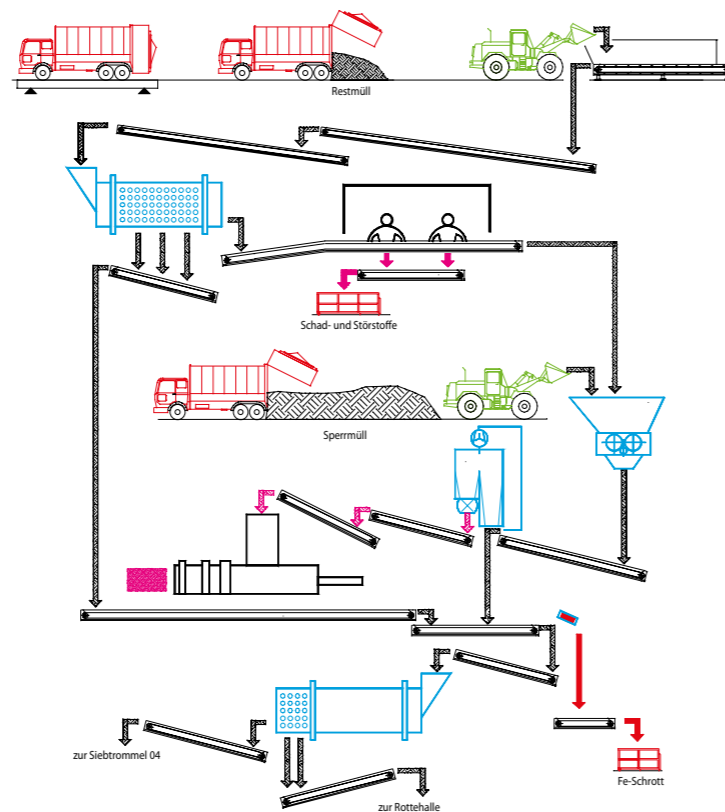 Restmüll
Schad- und Störstoffe
Sperrmüll
zur Siebtrommel 04
Fe-Schrott
zur Rottehalle